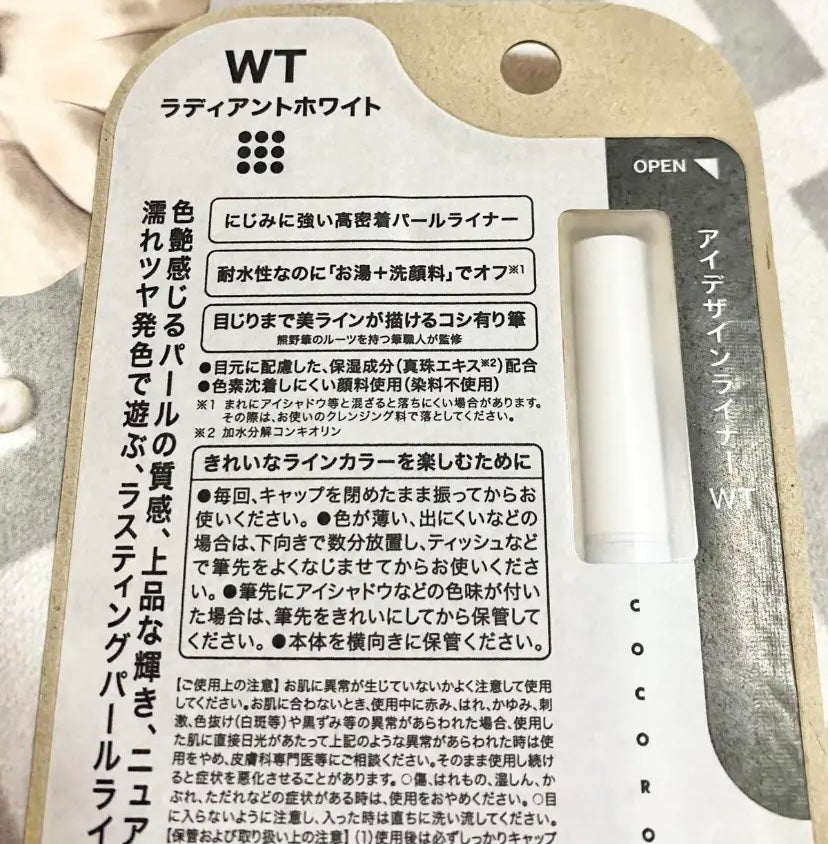 WT
ラディアントホワイト
OPEN
色艶感じるパールの質感、上品な輝き、ニュア
濡れツヤ発色で遊ぶ、ラスティングパールライ
にじみに強い高密着パールライナー
耐水性なのに「お湯＋洗顔料」でオフ※1
目じりまで美ラインが描けるコシ有り筆
熊野筆のルーツを持つ筆職人が監修
●目元に配慮した、保湿成分（真珠エキス※2）配合
●色素沈着しにくい顔料使用（染料不使用）
※1 まれにアイシャドウ等と混ざると落ちにくい場合があります。
その際は、お使いのクレンジング料で落としてください。
※2 加水分解コンキオリン
きれいなラインカラーを楽しむために
●毎回、キャップを閉めたまま振ってからお
使いください。●色が薄い、出にくいなどの
場合は、下向きで数分放置し、ティッシュなど
で筆先をよくなじませてからお使いくださ
い。●筆先にアイシャドウなどの色味が付い
た場合は、筆先をきれいにしてから保管して
ください。●本体を横向きに保管ください。
【ご使用上の注意】お肌に異常が生じていないかよく注意して使用
してください。お肌に合わないとき、使用中に赤み、はれ、かゆみ、刺
激、色抜け（白斑等）や黒ずみ等の異常があらわれた場合、使用し
た肌に直接日光があたって上記のような異常があらわれた時は使
用をやめ、皮膚科専門医等にご相談ください。そのまま使用し続け
ると症状を悪化させることがあります。○傷、はれもの、湿しん、か
ぶれ、ただれなどの症状がある時は、使用をおやめください。○目
に入らないように注意し、入った時は直ちに洗い流してください。
【保管および取り扱い上の注意】（1）使用後は必ずしっかりキャップ
アイデザインライナー WT
COCORO